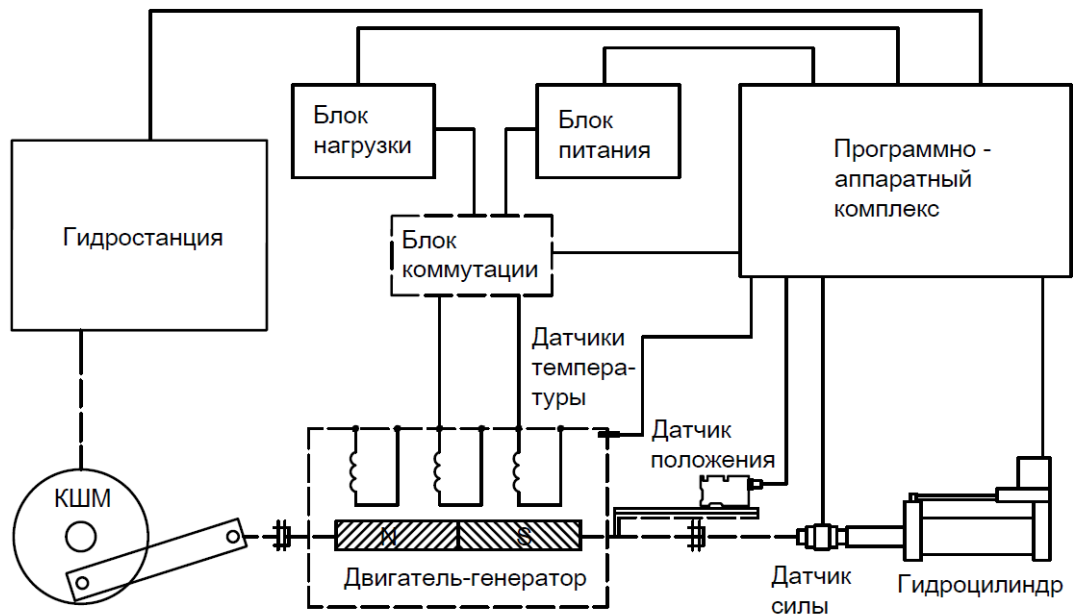 Блок
нагрузки
Блок
питания
Программно -
аппаратный
комплекс
Гидростанция
Блок
коммутации
Датчики
температе-
туры
Датчик
положения
КШМ
N
S
Двигатель-генератор
Датчик
силы
Гидроцилиндр